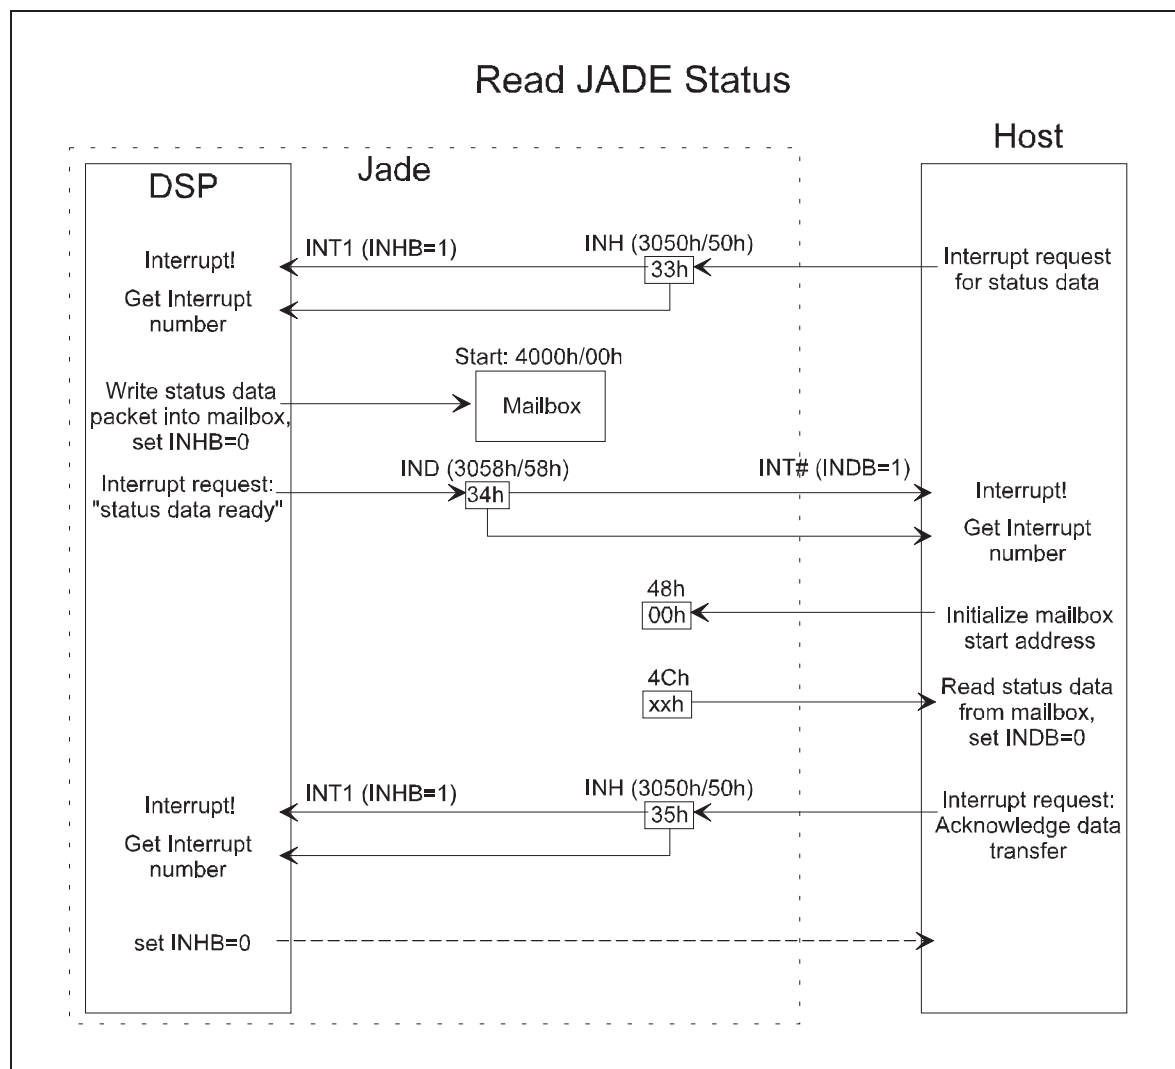 Read JADE Status
Host
Jade
DSP
INT1 (INHB=1)
INH (3050h/50h)
Interrupt!
33h
Interrupt request
for status data
Get Interrupt
number
Start: 4000h/00h
Write status data
packet into mailbox,
set INHB=0
Mailbox
IND (3058h/58h)
INT# (INDB=1)
Interrupt request:
"status data ready"
34h
Interrupt!
Get Interrupt
number
48h
00h
Initialize mailbox
start address
4Ch
xxh
Read status data
from mailbox,
set INDB=0
INT1 (INHB=1)
INH (3050h/50h)
Interrupt!
35h
Interrupt request:
Acknowledge data
transfer
Get Interrupt
number
set INHB=0